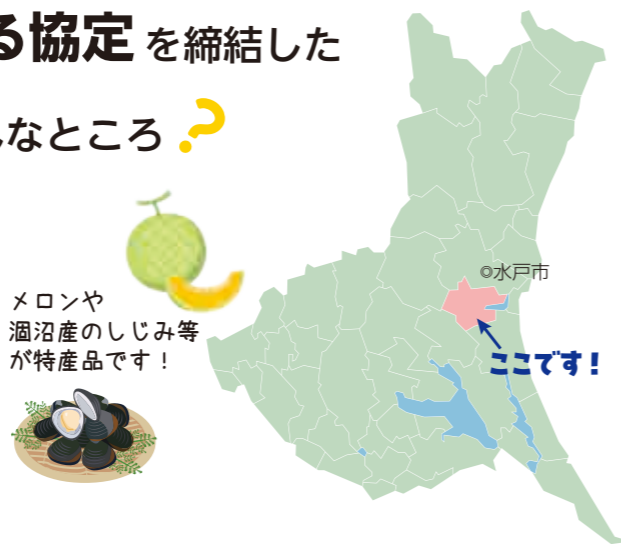 る協定 を締結した
なところ?
◎水戸市
メロンや
涸沼産のしじみ等
が特産品です!
ここです!